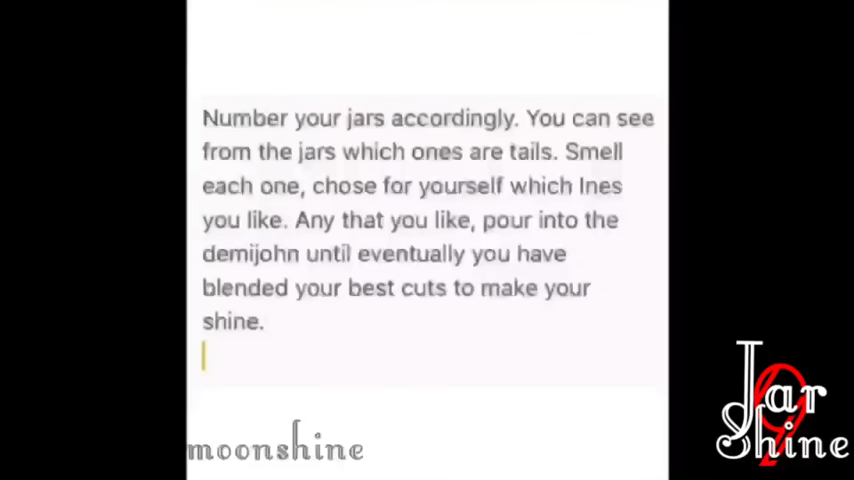 Number your jars accordingly. You can see
from the jars which ones are tails. Smell
each one, chose for yourself which Ines
you like. Any that you like, pour into the
demijohn until eventually you have
blended your best cuts to make your
shine.
moonshine
Jar
9
Shine